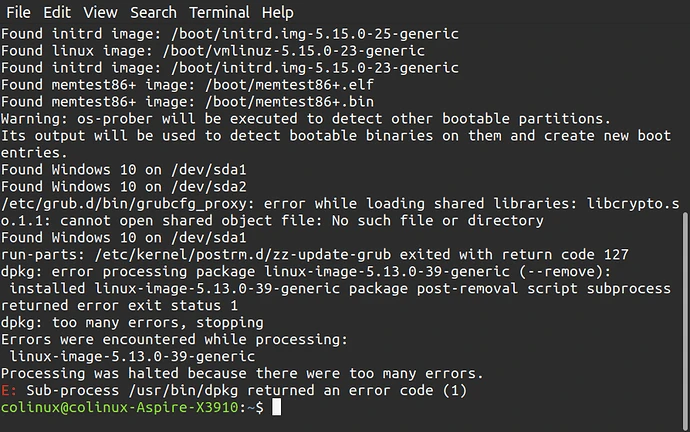 File Edit View Search Terminal Help
Found initrd image: /boot/initrd.img-5.15.0-25-generic
Found linux image: /boot/vmlinuz-5.15.0-23-generic
Found initrd image: /boot/initrd.img-5.15.0-23-generic
Found memtest86+ image: /boot/memtest86+.elf
Found memtest86+ image: /boot/memtest86+.bin
Warning: os-prober will be executed to detect other bootable partitions.
Its output will be used to detect bootable binaries on them and create new boot
entries.
Found Windows 10 on /dev/sda1
Found Windows 10 on /dev/sda2
/etc/grub.d/bin/grubcfg_proxy: error while loading shared libraries: libcrypto.s
o.1.1: cannot open shared object file: No such file or directory
Found Windows 10 on /dev/sda1
run-parts: /etc/kernel/postrm.d/zz-update-grub exited with return code 127
dpkg: error processing package linux-image-5.13.0-39-generic (--remove):
 installed linux-image-5.13.0-39-generic package post-removal script subprocess
returned error exit status 1
dpkg: too many errors, stopping
Errors were encountered while processing:
 linux-image-5.13.0-39-generic
Processing was halted because there were too many errors.
E: Sub-process /usr/bin/dpkg returned an error code (1)
colinux@colinux-Aspire-X3910:~$